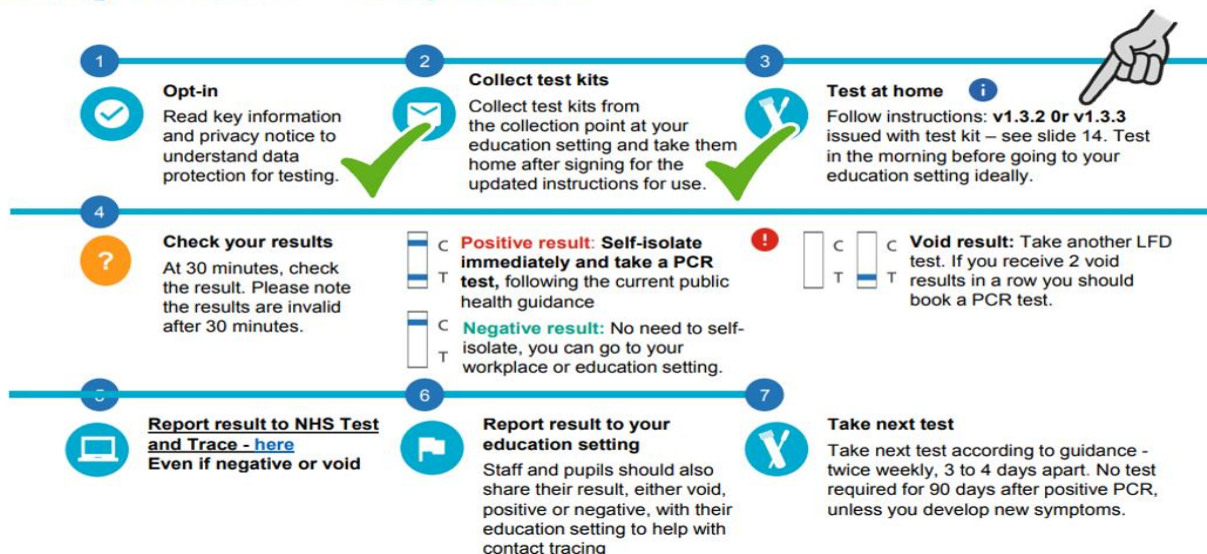 1
Opt-in
Read key information
and privacy notice to
understand data
protection for testing.
2
Collect test kits
Collect test kits from
the collection point at your
education setting and take them
home after signing for the
updated instructions for use.
3
Test at home i
Follow instructions: v1.3.2 0r v1.3.3
issued with test kit – see slide 14. Test
in the morning before going to your
education setting ideally.
4
?
Check your results
At 30 minutes, check
the result. Please note
the results are invalid
after 30 minutes.
C
T
Positive result: Self-isolate
immediately and take a PCR
test, following the current public
health guidance
C
T
Negative result: No need to self-
isolate, you can go to your
workplace or education setting.
!
C
T
C
T
Void result: Take another LFD
test. If you receive 2 void
results in a row you should
book a PCR test.
5
Report result to NHS Test
and Trace - here
Even if negative or void
6
Report result to your
education setting
Staff and pupils should also
share their result, either void,
positive or negative, with their
education setting to help with
contact tracing
7
Take next test
Take next test according to guidance -
twice weekly, 3 to 4 days apart. No test
required for 90 days after positive PCR,
unless you develop new symptoms.